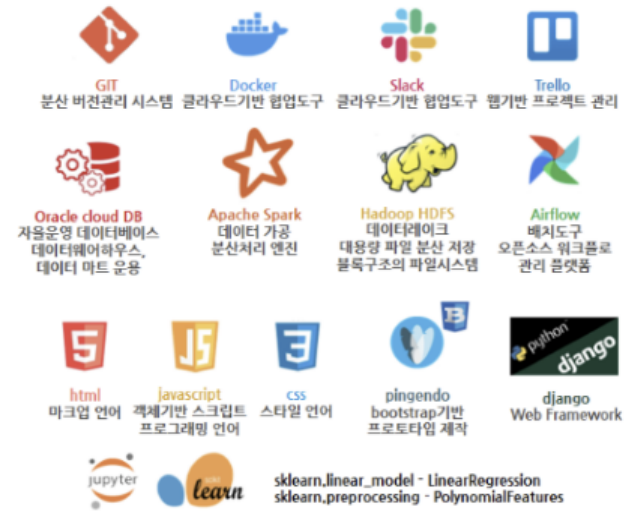 GIT
분산 버전관리 시스템
Docker
클라우드기반 협업도구
Slack
클라우드기반 협업도구
Trello
웹기반 프로젝트 관리
Oracle cloud DB
자율운영 데이터베이스
데이터웨어하우스,
데이터 마트 운용
Apache Spark
데이터 가공
분산처리 엔진
Hadoop HDFS
데이터레이크
대용량 파일 분산 저장
블록구조의 파일시스템
Airflow
배치도구
오픈소스 워크플로
관리 플랫폼
5
JS
3
B
python
django
html
마크업 언어
javascript
객체기반 스크립트
프로그래밍 언어
css
스타일 언어
pingendo
bootstrap기반
프로토타입 제작
django
Web Framework
jupyter
learn
sklearn.linear_model - LinearRegression
sklearn.preprocessing - PolynomialFeatures